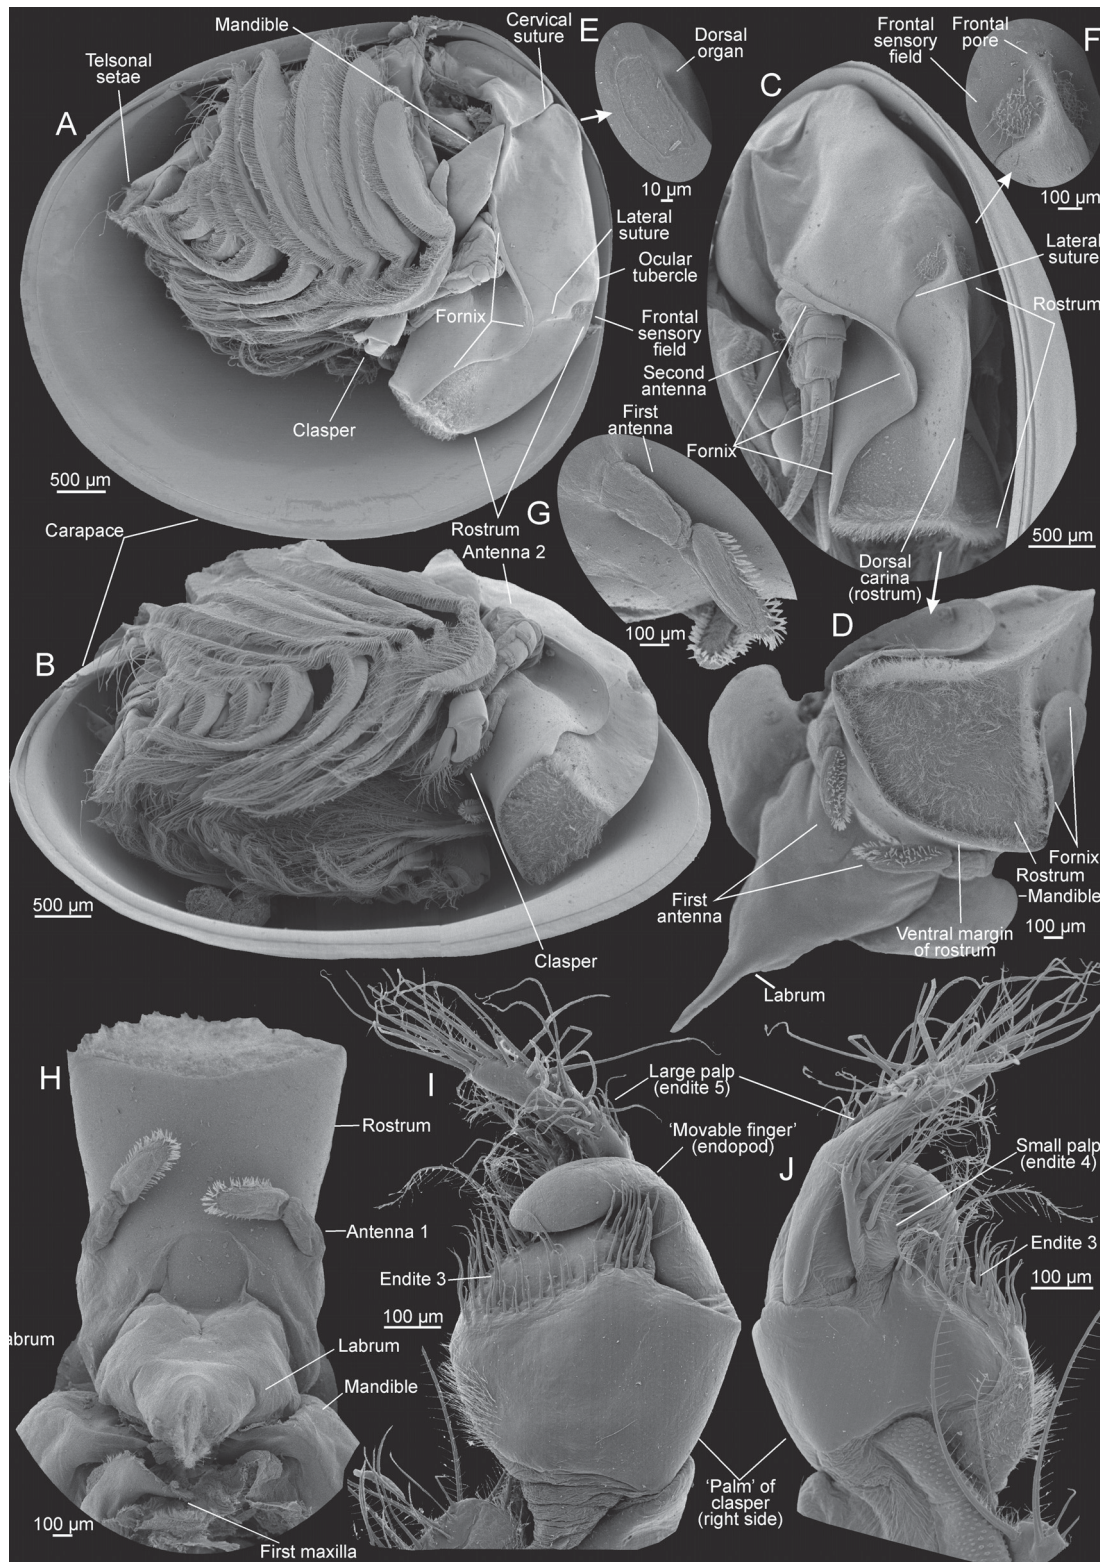 Mandible
Cervical
suture
E
Dorsal
organ
Frontal
sensory
field
Frontal
pore
F
Telsonal
setae
A
C
10 µm
100 µm
Lateral
suture
Ocular
tubercle
Lateral
suture
Rostrum
Fornix
Frontal
sensory
field
Second
antenna
Clasper
First
antenna
Fornix
500 µm
G
Carapace
Rostrum
Antenna 2
500 µm
Dorsal
carina
(rostrum)
100 µm
D
B
500 µm
First
antenna
Fornix
Rostrum
-Mandible
100 µm
Ventral margin
of rostrum
Clasper
Labrum
H
I
Large palp
(endite 5)
Rostrum
'Movable finger'
(endopod)
J
Small palp
(endite 4)
Antenna 1
Endite 3
Endite 3
100 µm
100 µm
abrum
Labrum
Mandible
'Palm' of
clasper
(right side)
100 µm
First maxilla